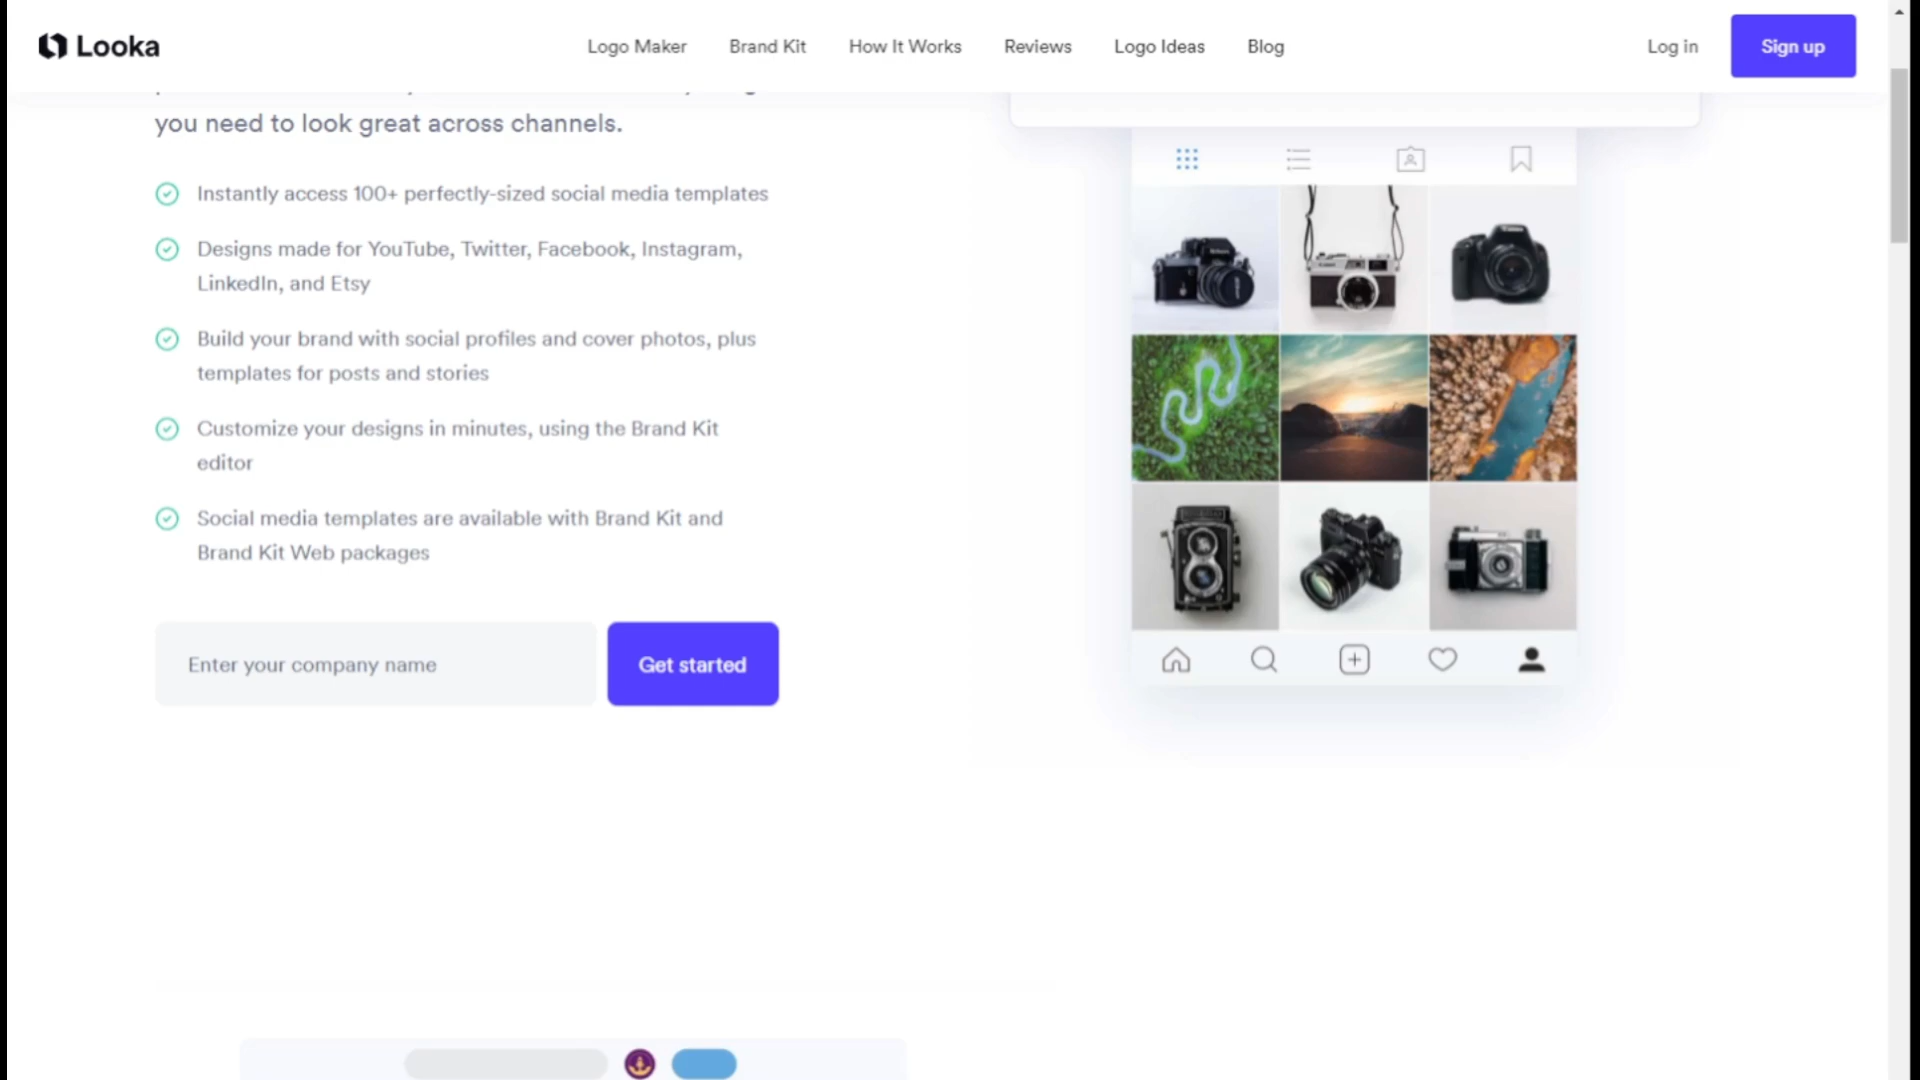 Looka
Logo Maker Brand Kit How It Works Reviews Logo Ideas Blog Log in Sign up
you need to look great across channels.
Instantly access 100+ perfectly-sized social media templates
Designs made for YouTube, Twitter, Facebook, Instagram,
LinkedIn, and Etsy
Build your brand with social profiles and cover photos, plus
templates for posts and stories
Customize your designs in minutes, using the Brand Kit
editor
Social media templates are available with Brand Kit and
Brand Kit Web packages
Enter your company name
Get started